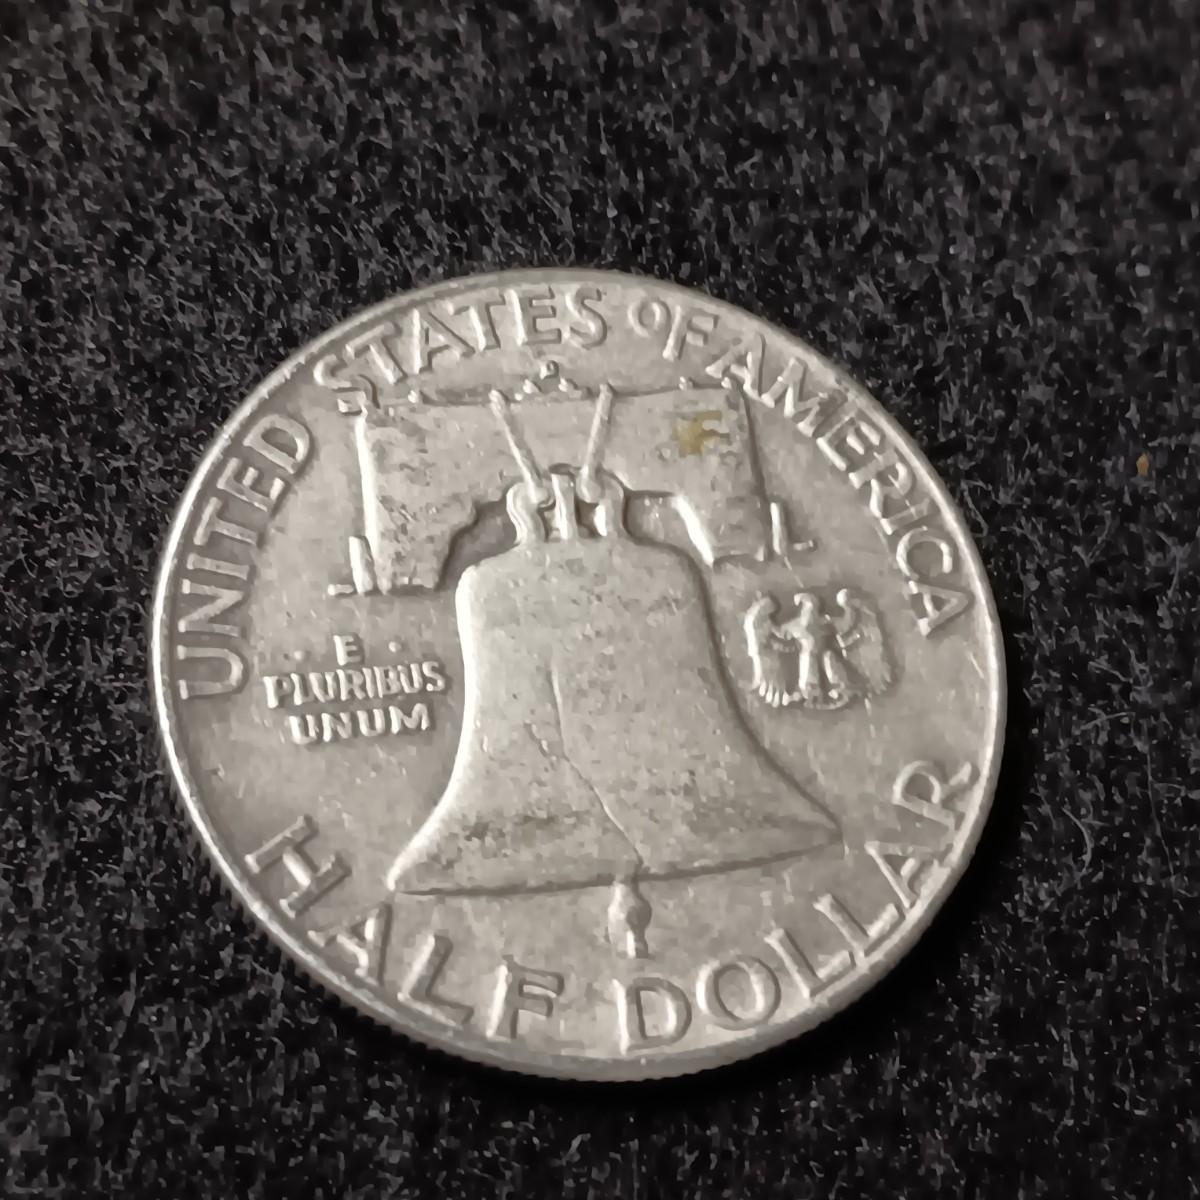 UNITED STATES OF AMERICA
· E ·
PLURIBUS
UNUM
HALF DOLLAR